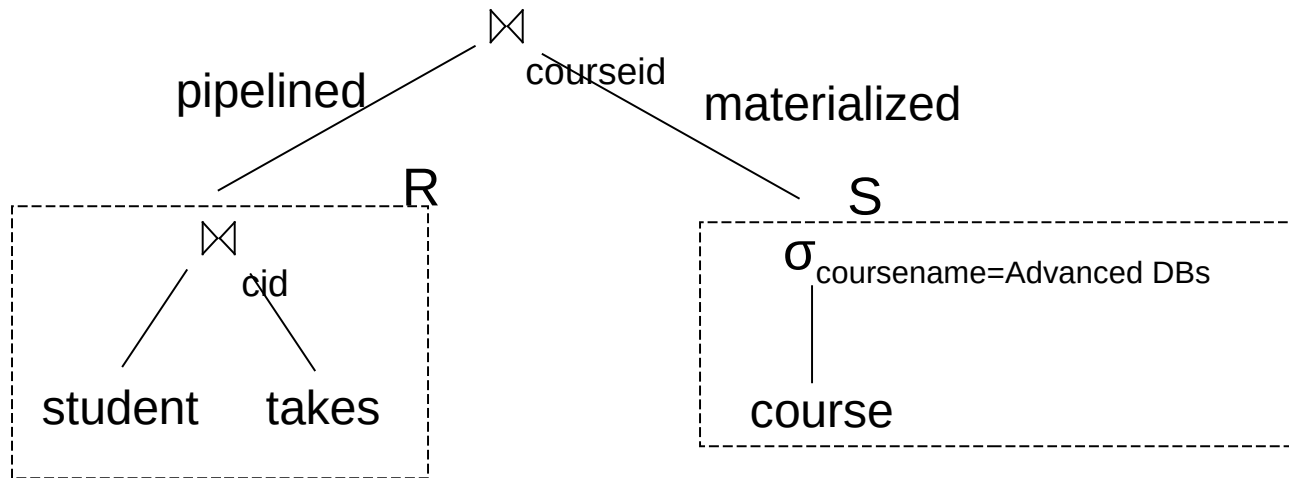 ⋈
courseid
pipelined
materialized
R
S
⋈
cid
σcoursename=Advanced DBs
student
takes
course